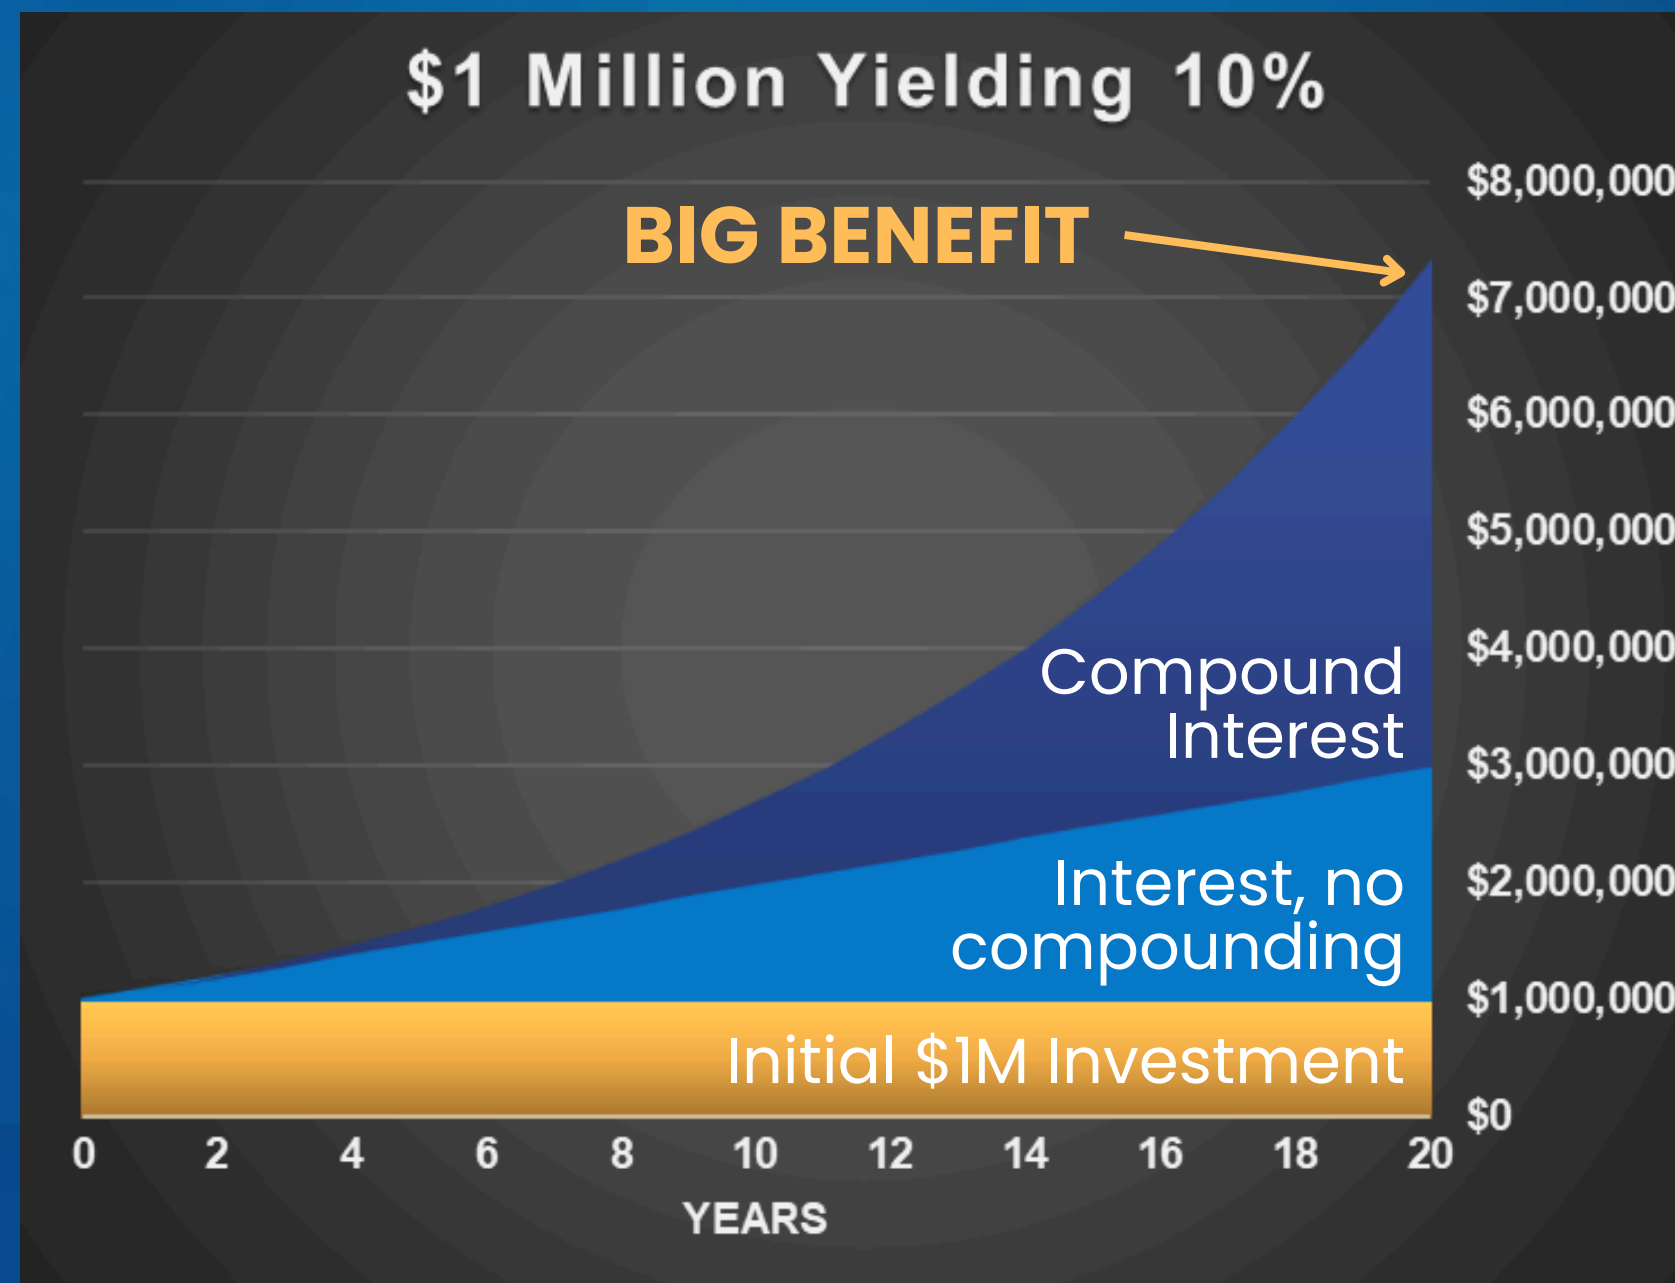 $1 Million Yielding 10%
$8,000,000
BIG BENEFIT
$7,000,000
$6,000,000
$5,000,000
$4,000,000
Compound
Interest
$3,000,000
Interest, no
compounding
$2,000,000
$1,000,000
Initial $1M Investment
$0
0 2 4 6 8 10 12 14 16 18 20
YEARS